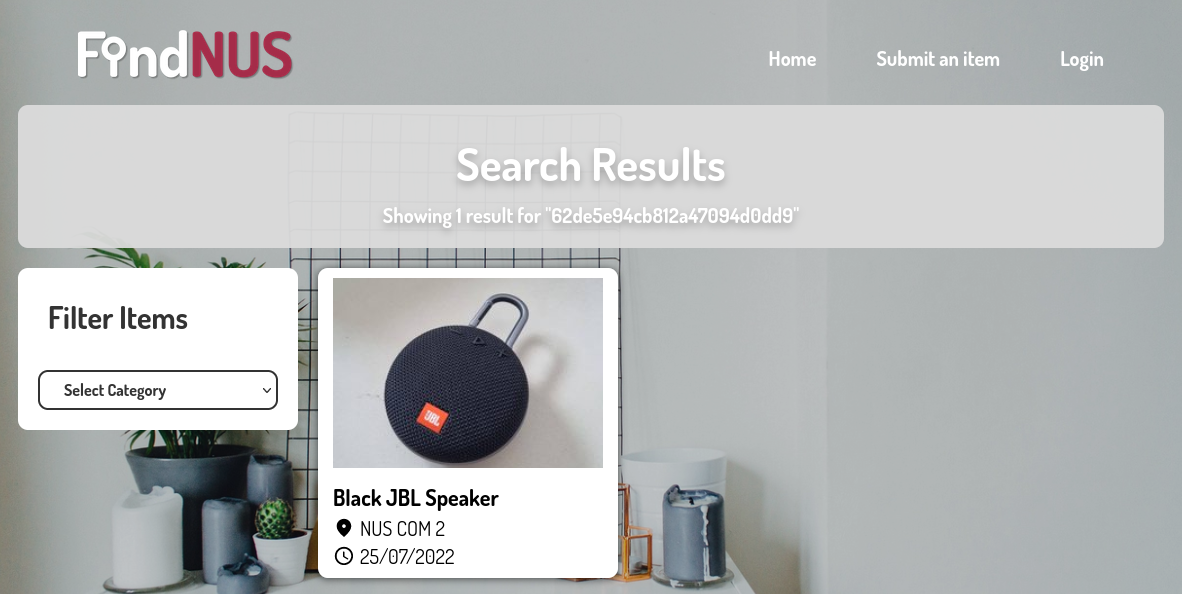 FindNUS
Home
Submit an item
Login
Search Results
Showing 1 result for "62de5e94cb812a47094d0dd9"
Filter Items
Select Category
JBL
Black JBL Speaker
NUS COM 2
25/07/2022